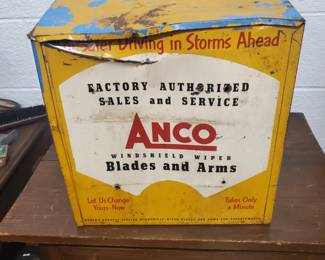 Safer Driving in Storms Ahead
FACTORY AUTHORIZED
SALES and SERVICE
ANCO
WINDSHIELD WIPER
Blades and Arms
Let Us Change
Yours-Now
Takes Only
a Minute